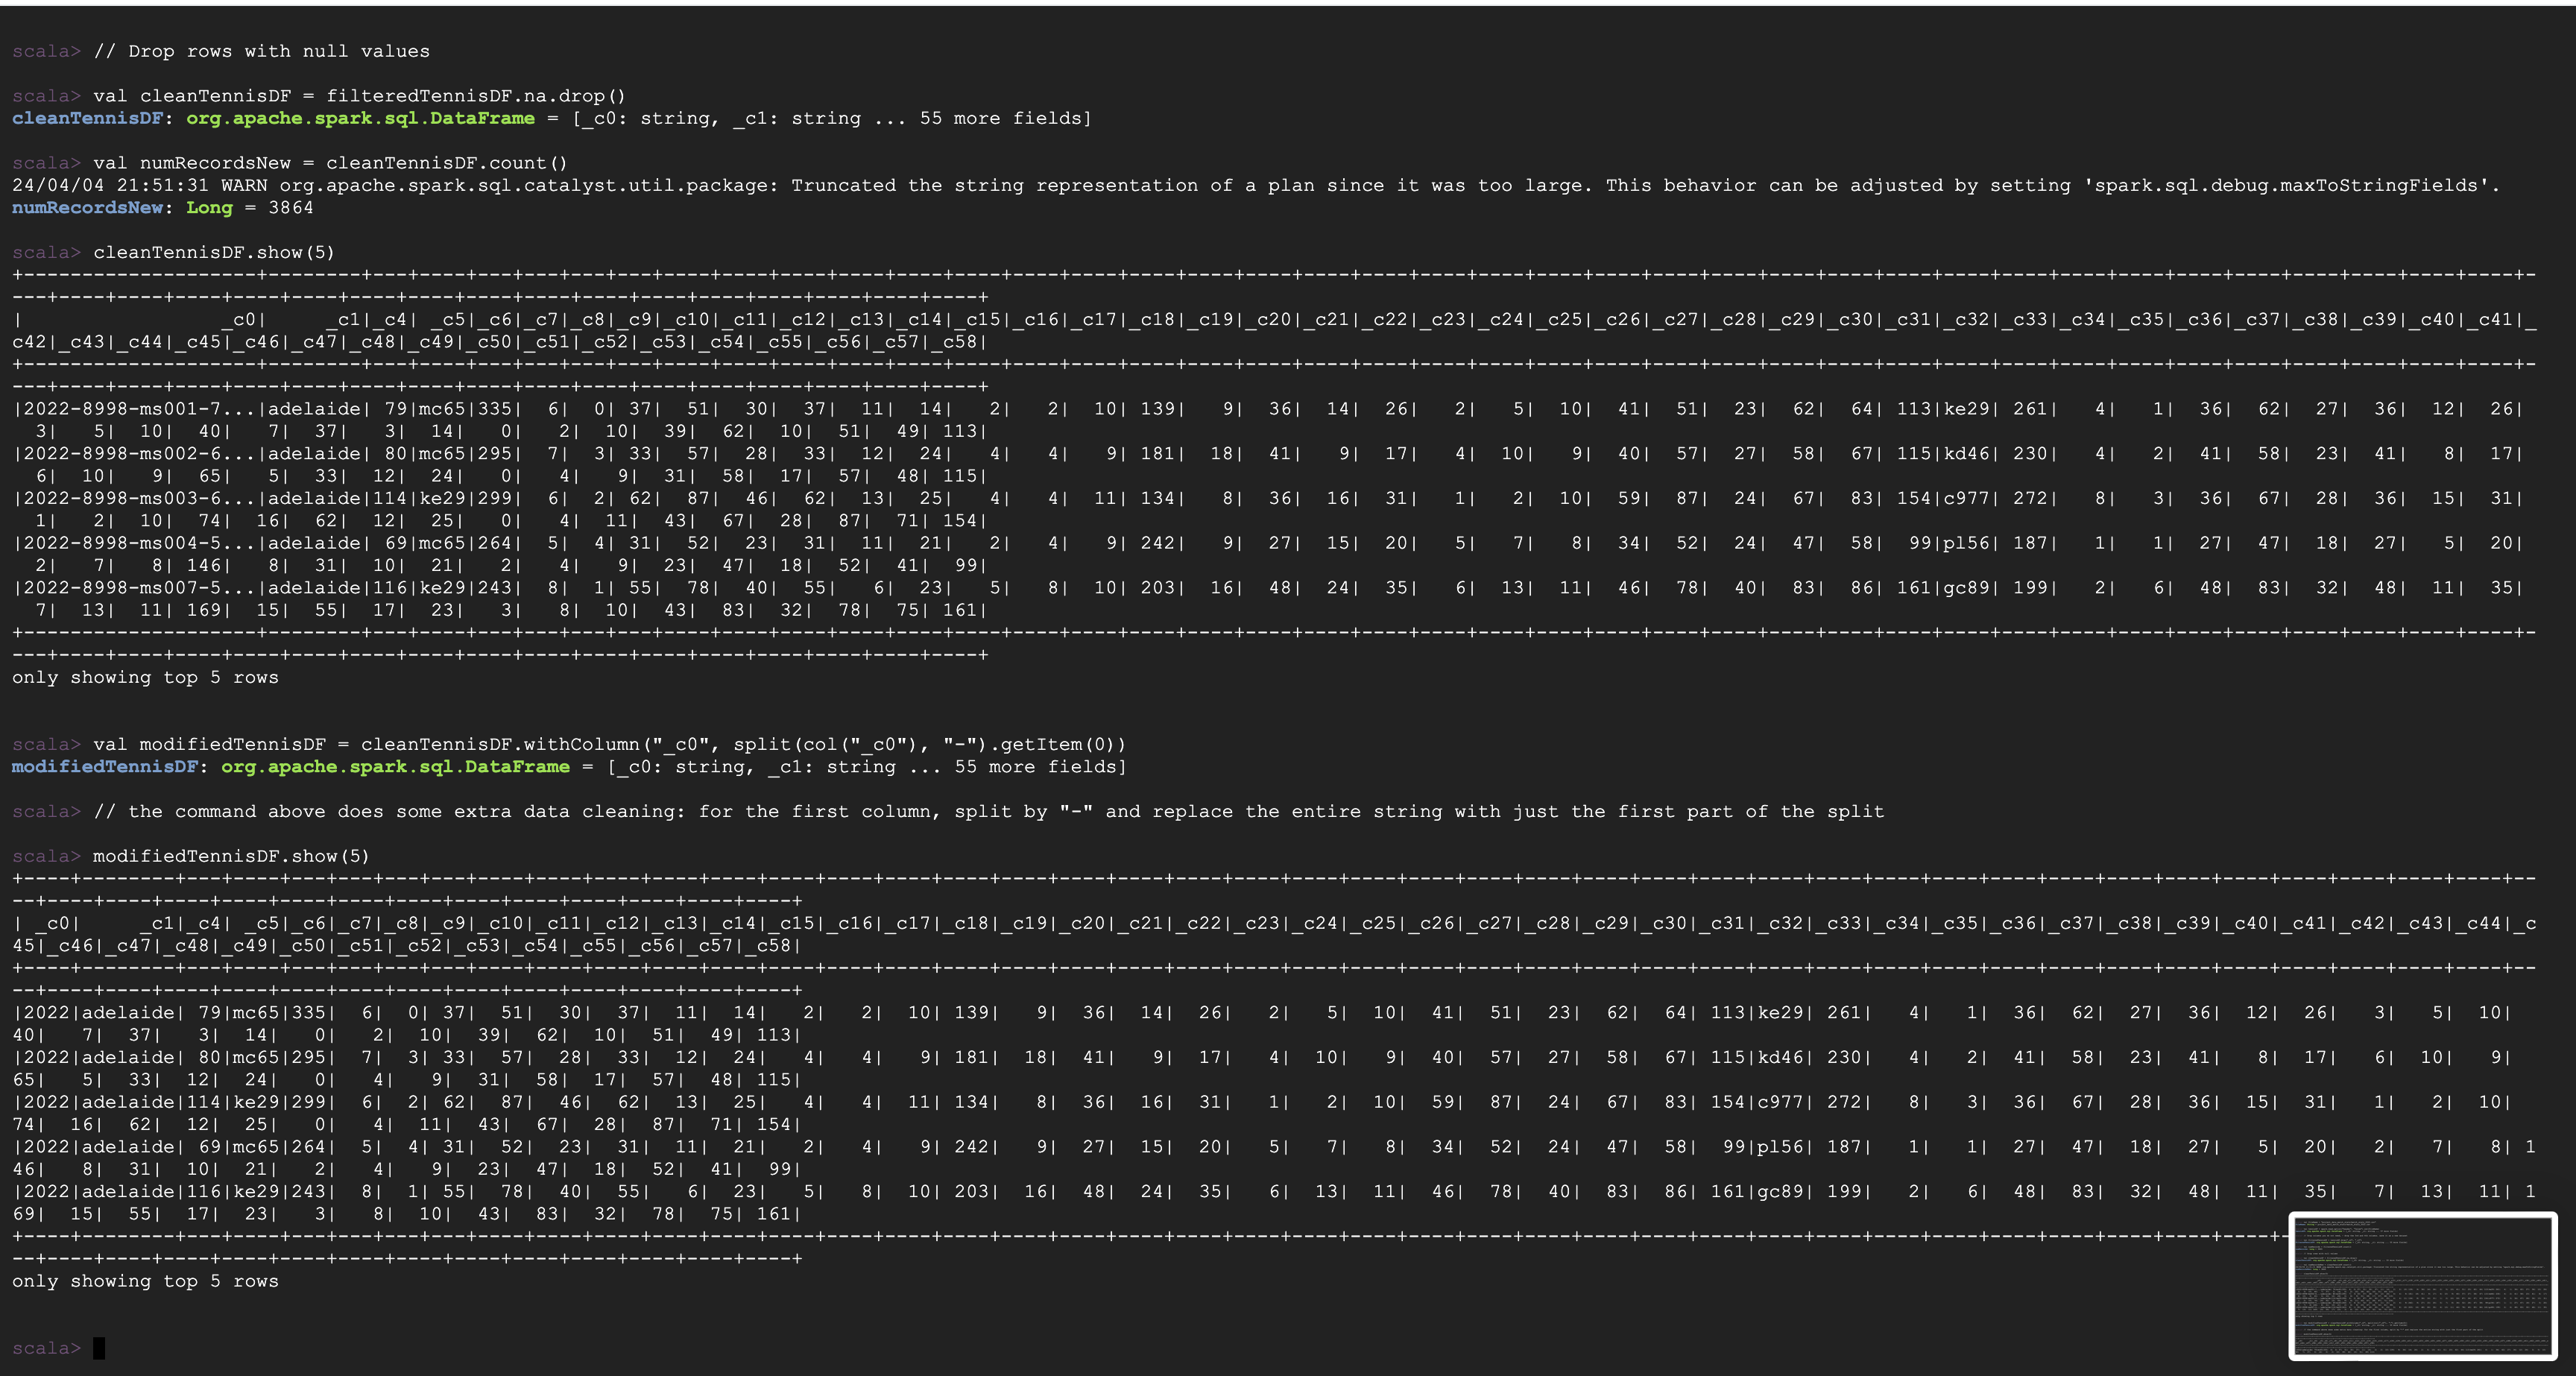 scala> // Drop rows with null values
scala> val cleanTennisDF = filteredTennisDF.na.drop()
cleanTennisDF: org.apache.spark.sql.DataFrame = [_c0: string, _c1: string ... 55 more fields]
scala> val numRecordsNew = cleanTennisDF.count()
24/04/04 21:51:31 WARN org.apache.spark.sql.catalyst.util.package: Truncated the string representation of a plan since it was too large. This behavior can be adjusted by setting 'spark.sql.debug.maxToStringFields'.
numRecordsNew: Long = 3864
scala> cleanTennisDF.show(5)
+--------------------+--------+---+----+---+---+---+---+----+----+----+----+----+----+----+----+----+----+----+----+----+----+----+----+----+----+----+----+----+----+----+----+----+----+----+----+----+----+----+----+-
---+----+----+----+----+----+----+----+----+----+----+----+----+----+----+----+----+
|                 _c0|     _c1|_c4| _c5|_c6|_c7|_c8|_c9|_c10|_c11|_c12|_c13|_c14|_c15|_c16|_c17|_c18|_c19|_c20|_c21|_c22|_c23|_c24|_c25|_c26|_c27|_c28|_c29|_c30|_c31|_c32|_c33|_c34|_c35|_c36|_c37|_c38|_c39|_c40|_c41|_
c42|_c43|_c44|_c45|_c46|_c47|_c48|_c49|_c50|_c51|_c52|_c53|_c54|_c55|_c56|_c57|_c58|
+--------------------+--------+---+----+---+---+---+---+----+----+----+----+----+----+----+----+----+----+----+----+----+----+----+----+----+----+----+----+----+----+----+----+----+----+----+----+----+----+----+----+-
---+----+----+----+----+----+----+----+----+----+----+----+----+----+----+----+----+
|2022-8998-ms001-7...|adelaide| 79|mc65|335|  6|  0| 37|  51|  30|  37|  11|  14|   2|   2|  10| 139|   9|  36|  14|  26|   2|   5|  10|  41|  51|  23|  62|  64| 113|ke29| 261|   4|   1|  36|  62|  27|  36|  12|  26|
  3|   5|  10|  40|   7|  37|   3|  14|   0|   2|  10|  39|  62|  10|  51|  49| 113|
|2022-8998-ms002-6...|adelaide| 80|mc65|295|  7|  3| 33|  57|  28|  33|  12|  24|   4|   4|   9| 181|  18|  41|   9|  17|   4|  10|   9|  40|  57|  27|  58|  67| 115|kd46| 230|   4|   2|  41|  58|  23|  41|   8|  17|
  6|  10|   9|  65|   5|  33|  12|  24|   0|   4|   9|  31|  58|  17|  57|  48| 115|
|2022-8998-ms003-6...|adelaide|114|ke29|299|  6|  2| 62|  87|  46|  62|  13|  25|   4|   4|  11| 134|   8|  36|  16|  31|   1|   2|  10|  59|  87|  24|  67|  83| 154|c977| 272|   8|   3|  36|  67|  28|  36|  15|  31|
  1|   2|  10|  74|  16|  62|  12|  25|   0|   4|  11|  43|  67|  28|  87|  71| 154|
|2022-8998-ms004-5...|adelaide| 69|mc65|264|  5|  4| 31|  52|  23|  31|  11|  21|   2|   4|   9| 242|   9|  27|  15|  20|   5|   7|   8|  34|  52|  24|  47|  58|  99|pl56| 187|   1|   1|  27|  47|  18|  27|   5|  20|
  2|   7|   8| 146|   8|  31|  10|  21|   2|   4|   9|  23|  47|  18|  52|  41|  99|
|2022-8998-ms007-5...|adelaide|116|ke29|243|  8|  1| 55|  78|  40|  55|   6|  23|   5|   8|  10| 203|  16|  48|  24|  35|   6|  13|  11|  46|  78|  40|  83|  86| 161|gc89| 199|   2|   6|  48|  83|  32|  48|  11|  35|
  7|  13|  11| 169|  15|  55|  17|  23|   3|   8|  10|  43|  83|  32|  78|  75| 161|
+--------------------+--------+---+----+---+---+---+---+----+----+----+----+----+----+----+----+----+----+----+----+----+----+----+----+----+----+----+----+----+----+----+----+----+----+----+----+----+----+----+----+-
---+----+----+----+----+----+----+----+----+----+----+----+----+----+----+----+----+
only showing top 5 rows
scala> val modifiedTennisDF = cleanTennisDF.withColumn("_c0", split(col("_c0"), "-").getItem(0))
modifiedTennisDF: org.apache.spark.sql.DataFrame = [_c0: string, _c1: string ... 55 more fields]
scala> // the command above does some extra data cleaning: for the first column, split by "-" and replace the entire string with just the first part of the split
scala> modifiedTennisDF.show(5)
+----+--------+---+----+---+---+---+---+----+----+----+----+----+----+----+----+----+----+----+----+----+----+----+----+----+----+----+----+----+----+----+----+----+----+----+----+----+----+----+----+----+----+----+--
--+----+----+----+----+----+----+----+----+----+----+----+----+----+
| _c0|     _c1|_c4| _c5|_c6|_c7|_c8|_c9|_c10|_c11|_c12|_c13|_c14|_c15|_c16|_c17|_c18|_c19|_c20|_c21|_c22|_c23|_c24|_c25|_c26|_c27|_c28|_c29|_c30|_c31|_c32|_c33|_c34|_c35|_c36|_c37|_c38|_c39|_c40|_c41|_c42|_c43|_c44|_c
45|_c46|_c47|_c48|_c49|_c50|_c51|_c52|_c53|_c54|_c55|_c56|_c57|_c58|
+----+--------+---+----+---+---+---+---+----+----+----+----+----+----+----+----+----+----+----+----+----+----+----+----+----+----+----+----+----+----+----+----+----+----+----+----+----+----+----+----+----+----+----+--
--+----+----+----+----+----+----+----+----+----+----+----+----+----+
|2022|adelaide| 79|mc65|335|  6|  0| 37|  51|  30|  37|  11|  14|   2|   2|  10| 139|   9|  36|  14|  26|   2|   5|  10|  41|  51|  23|  62|  64| 113|ke29| 261|   4|   1|  36|  62|  27|  36|  12|  26|   3|   5|  10|
40|   7|  37|   3|  14|   0|   2|  10|  39|  62|  10|  51|  49| 113|
|2022|adelaide| 80|mc65|295|  7|  3| 33|  57|  28|  33|  12|  24|   4|   4|   9| 181|  18|  41|   9|  17|   4|  10|   9|  40|  57|  27|  58|  67| 115|kd46| 230|   4|   2|  41|  58|  23|  41|   8|  17|   6|  10|   9|
65|   5|  33|  12|  24|   0|   4|   9|  31|  58|  17|  57|  48| 115|
|2022|adelaide|114|ke29|299|  6|  2| 62|  87|  46|  62|  13|  25|   4|   4|  11| 134|   8|  36|  16|  31|   1|   2|  10|  59|  87|  24|  67|  83| 154|c977| 272|   8|   3|  36|  67|  28|  36|  15|  31|   1|   2|  10|
74|  16|  62|  12|  25|   0|   4|  11|  43|  67|  28|  87|  71| 154|
|2022|adelaide| 69|mc65|264|  5|  4| 31|  52|  23|  31|  11|  21|   2|   4|   9| 242|   9|  27|  15|  20|   5|   7|   8|  34|  52|  24|  47|  58|  99|pl56| 187|   1|   1|  27|  47|  18|  27|   5|  20|   2|   7|   8| 1
46|   8|  31|  10|  21|   2|   4|   9|  23|  47|  18|  52|  41|  99|
|2022|adelaide|116|ke29|243|  8|  1| 55|  78|  40|  55|   6|  23|   5|   8|  10| 203|  16|  48|  24|  35|   6|  13|  11|  46|  78|  40|  83|  86| 161|gc89| 199|   2|   6|  48|  83|  32|  48|  11|  35|   7|  13|  11| 1
69|  15|  55|  17|  23|   3|   8|  10|  43|  83|  32|  78|  75| 161|
+----+--------+---+----+---+---+---+---+----+----+----+----+----+----+----+----+----+----+----+----+----+----+----+----+----+----+----+----+----+----+----+----+----+----+----+----+----+----+----+-
--+----+----+----+----+----+----+----+----+----+----+----+----+----+
only showing top 5 rows
scala>